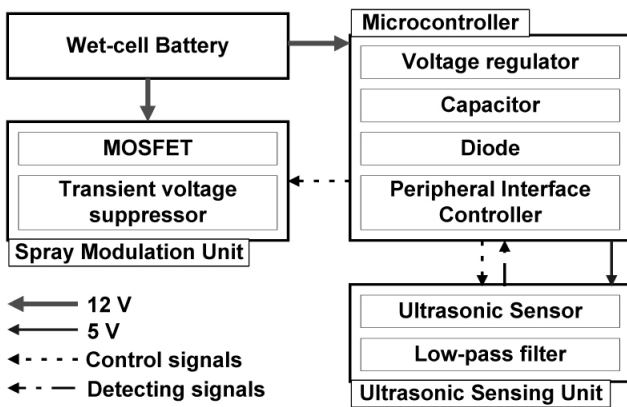 Microcontroller
Wet-cell Battery
Voltage regulator
Capacitor
Diode
Peripheral Interface
Controller
MOSFET
Transient voltage
suppressor
Spray Modulation Unit
12 V
5 V
Control signals
Detecting signals
Ultrasonic Sensor
Low-pass filter
Ultrasonic Sensing Unit